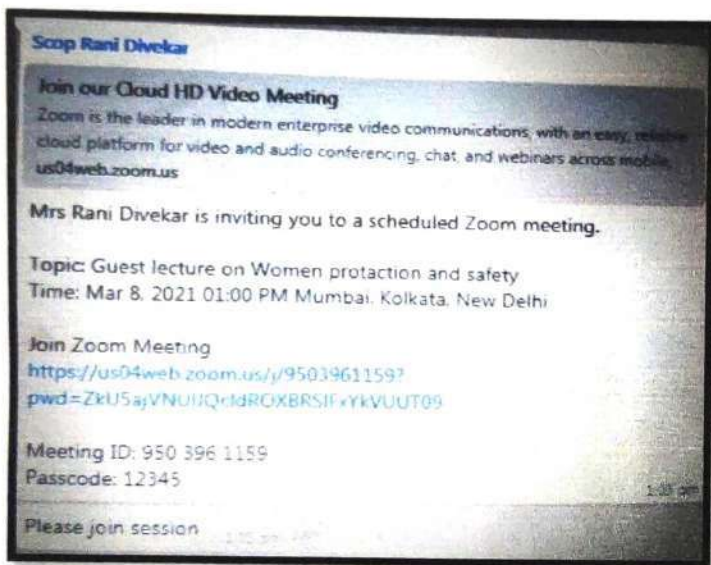 Scop Rani Divekar
Join our Cloud HD Video Meeting
Zoom is the leader in modern enterprise video communications, with an easy, reliable
cloud platform for video and audio conferencing, chat, and webinars across mobile,
us04web.zoom.us
Mrs Rani Divekar is inviting you to a scheduled Zoom meeting.
Topic: Guest lecture on Women protaction and safety
Time: Mar 8, 2021 01:00 PM Mumbai, Kolkata, New Delhi
Join Zoom Meeting
https://us04web.zoom.us/j/9503961159?
Meeting ID: 950 396 1159
Passcode: 12345
Please join session